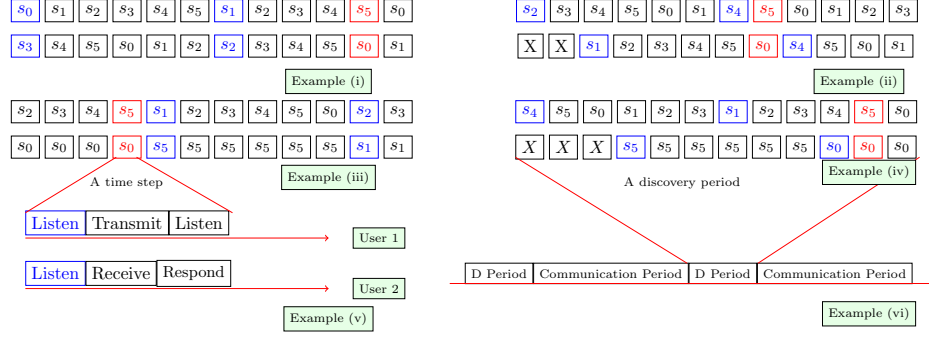 s0 s1 s2 s3 s4 s5 s1 s2 s3 s4 s5 s0
s3 s4 s5 s0 s1 s2 s2 s3 s4 s5 s0 s1
Example (i)
s2 s3 s4 s5 s0 s1 s4 s5 s0 s1 s2 s3
X X s1 s2 s3 s4 s5 s0 s4 s5 s0 s1
Example (ii)
s2 s3 s4 s5 s1 s2 s3 s4 s5 s0 s2 s3
s0 s0 s0 s0 s5 s5 s5 s5 s5 s5 s1 s1
Example (iii)
A time step
s4 s5 s0 s1 s2 s3 s1 s2 s3 s4 s5 s0
X X X s5 s5 s5 s5 s5 s5 s0 s0 s0
Example (iv)
A discovery period
Listen Transmit Listen
User 1
Listen Receive Respond
User 2
Example (v)
D Period Communication Period D Period Communication Period
Example (vi)